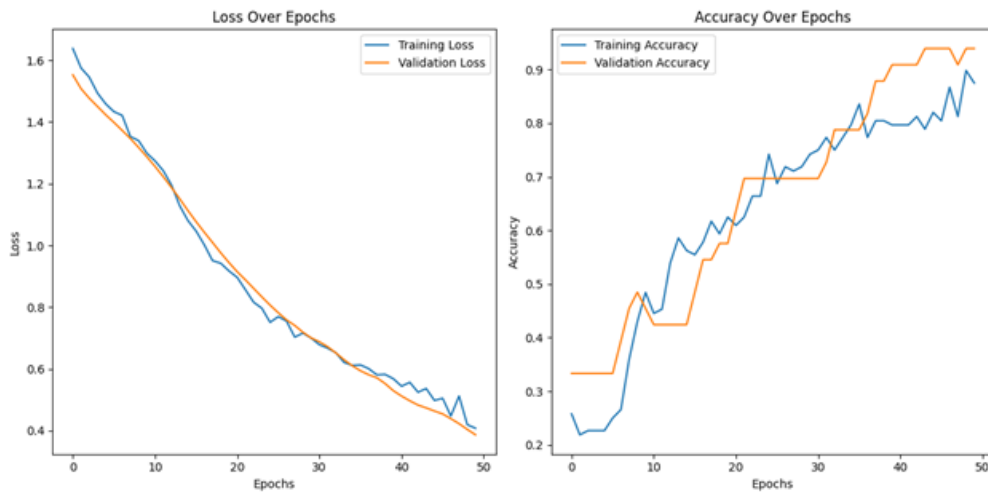 Loss Over Epochs
Training Loss
Validation Loss
1.6
1.4
1.2
1.0
0.8
0.6
0.4
Loss
0
10
20
30
40
50
Epochs
Accuracy Over Epochs
Training Accuracy
Validation Accuracy
0.9
0.8
0.7
0.6
0.5
0.4
0.3
0.2
Accuracy
0
10
20
30
40
50
Epochs